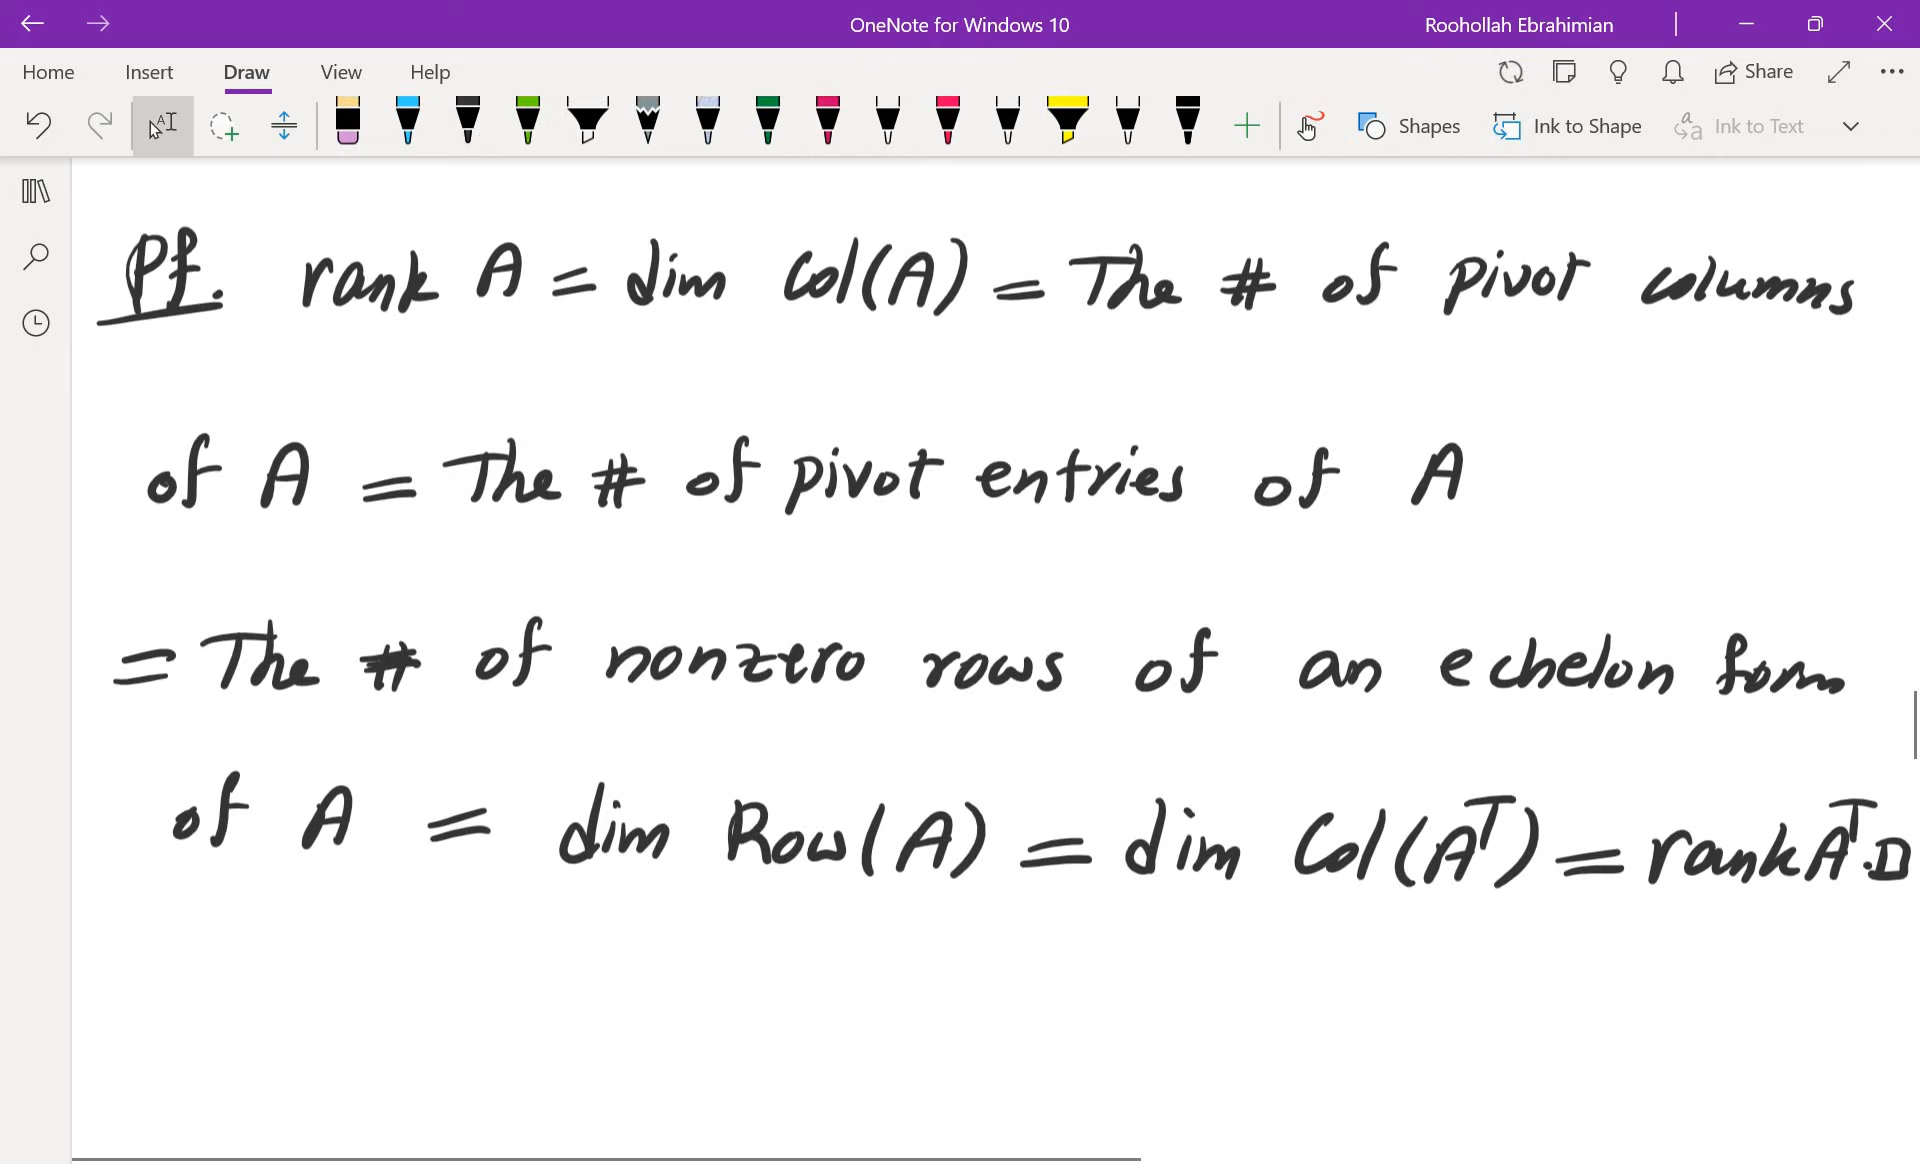 OneNote for Windows 10
Roohollah Ebrahimian
Home Insert Draw View Help
Share
Shapes Ink to Shape Ink to Text
Pf. rank A = dim Col(A) = The # of pivot columns
of A = The # of pivot entries of A
= The # of nonzero rows of an echelon form
of A = dim Row(A) = dim Col(Aᵀ) = rank Aᵀ. □